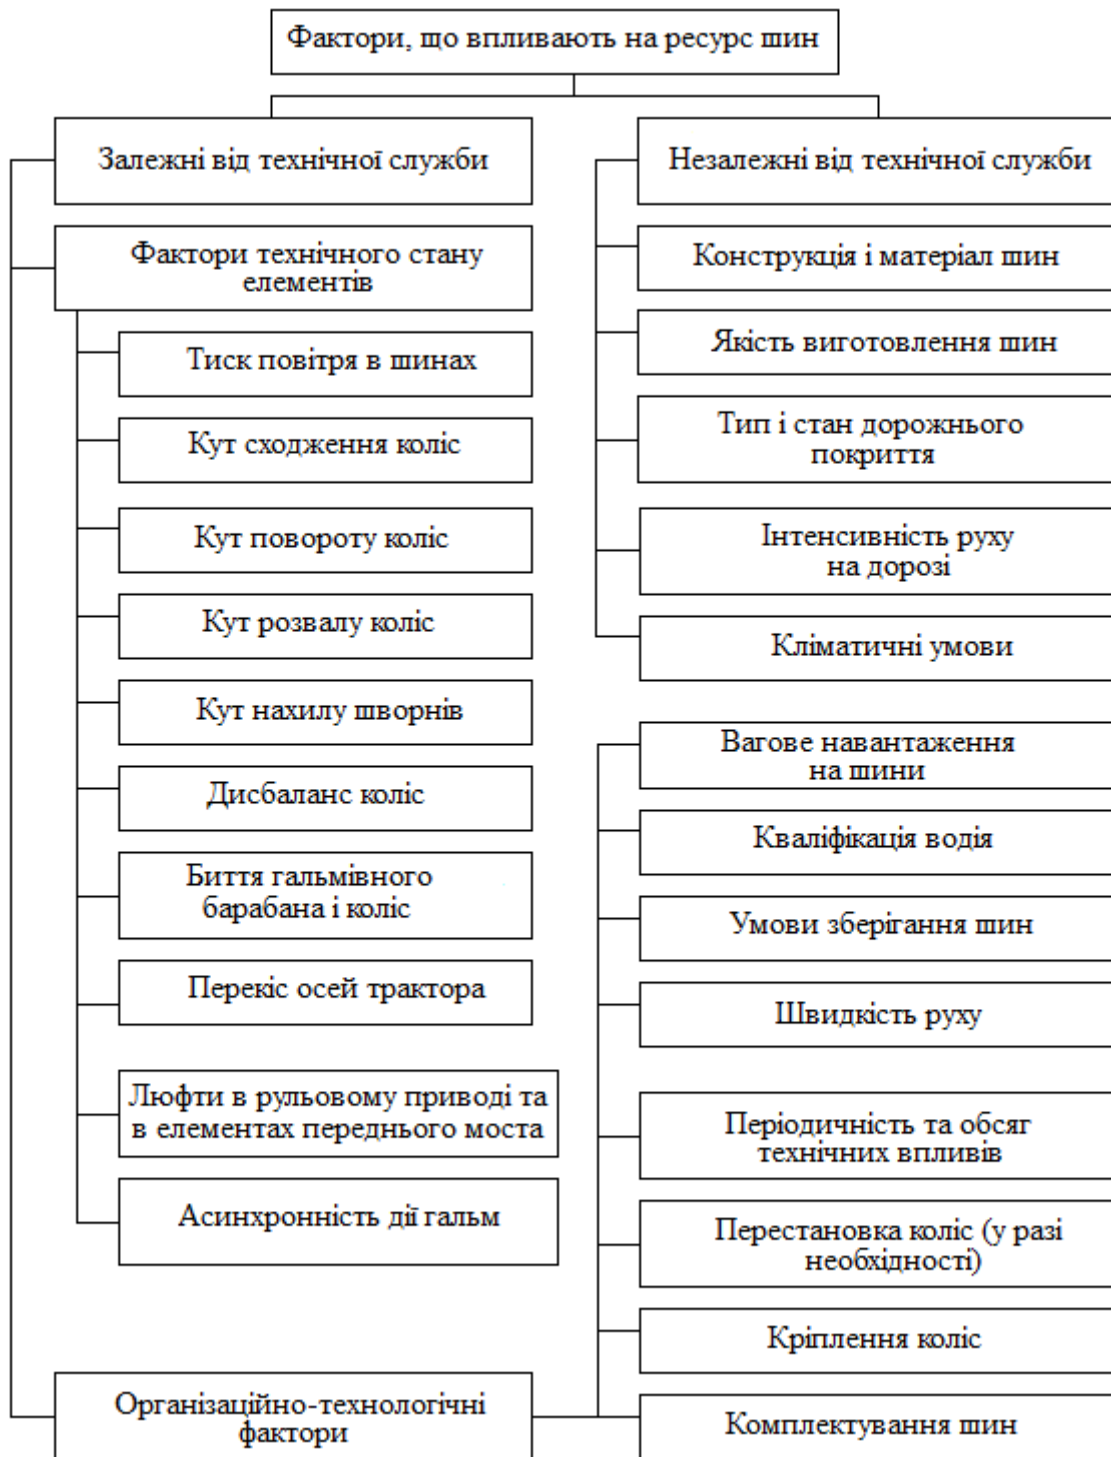 Фактори, що впливають на ресурс шин
Залежні від технічної служби
Фактори технічного стану
елементів
Тиск повітря в шинах
Кут сходження коліс
Кут повороту коліс
Кут розвалу коліс
Кут нахилу шворнів
Дисбаланс коліс
Биття гальмівного
барабана і коліс
Перекіс осей трактора
Люфти в рульовому приводі та
в елементах переднього моста
Асинхронність дії гальм
Організаційно-технологічні
фактори
Незалежні від технічної служби
Конструкція і матеріал шин
Якість виготовлення шин
Тип і стан дорожнього
покриття
Інтенсивність руху
на дорозі
Кліматичні умови
Вагове навантаження
на шини
Кваліфікація водія
Умови зберігання шин
Швидкість руху
Періодичність та обсяг
технічних впливів
Перестановка коліс (у разі
необхідності)
Кріплення коліс
Комплектування шин